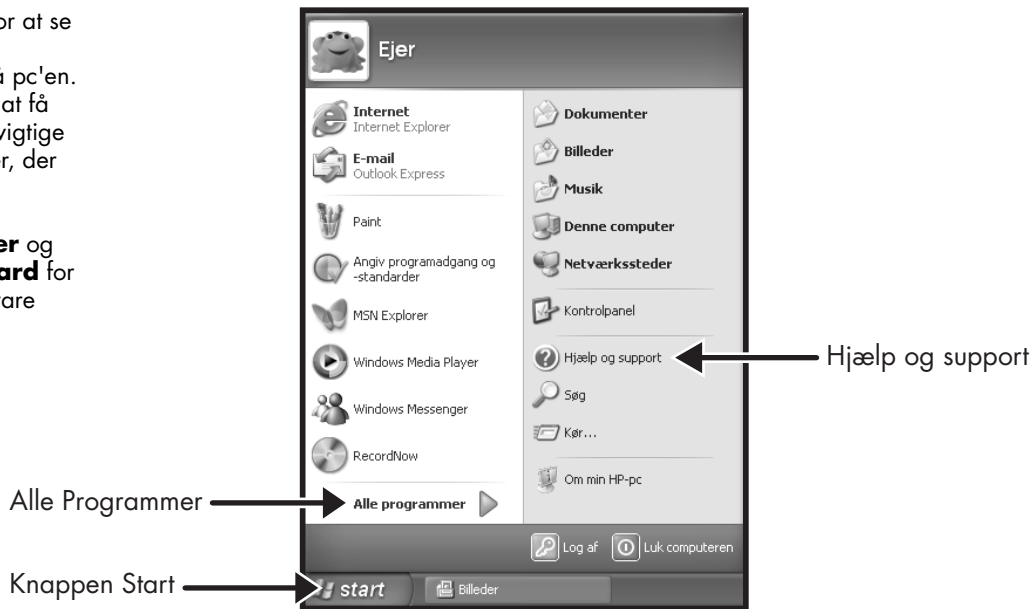 or at se
å pc'en.
at få
vigtige
r, der
er og
ard for
are
Ejer
Internet
Internet Explorer
E-mail
Outlook Express
Paint
Angiv programadgang og
-standarder
MSN Explorer
Windows Media Player
Windows Messenger
RecordNow
Alle programmer
Dokumenter
Billeder
Musik
Denne computer
Netværkssteder
Kontrolpanel
Hjælp og support
Søg
Kør...
Om min HP-pc
Log af
Luk computeren
start
Billeder
Hjælp og support
Alle Programmer
Knappen Start